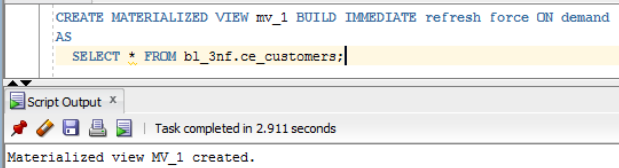 CREATE MATERIALIZED VIEW mv_1 BUILD IMMEDIATE refresh force ON demand
AS
SELECT * FROM bl_3nf.ce_customers;
Script Output x
Task completed in 2.911 seconds
Materialized view MV_1 created.